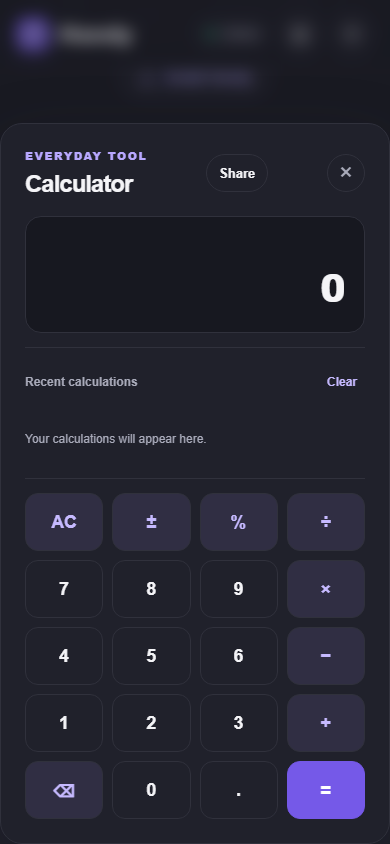 EVERYDAY TOOL
Calculator
Share
✕
0
Recent calculations
Clear
Your calculations will appear here.
AC ± % ÷
7 8 9 ×
4 5 6 −
1 2 3 +
⌫ 0 . =